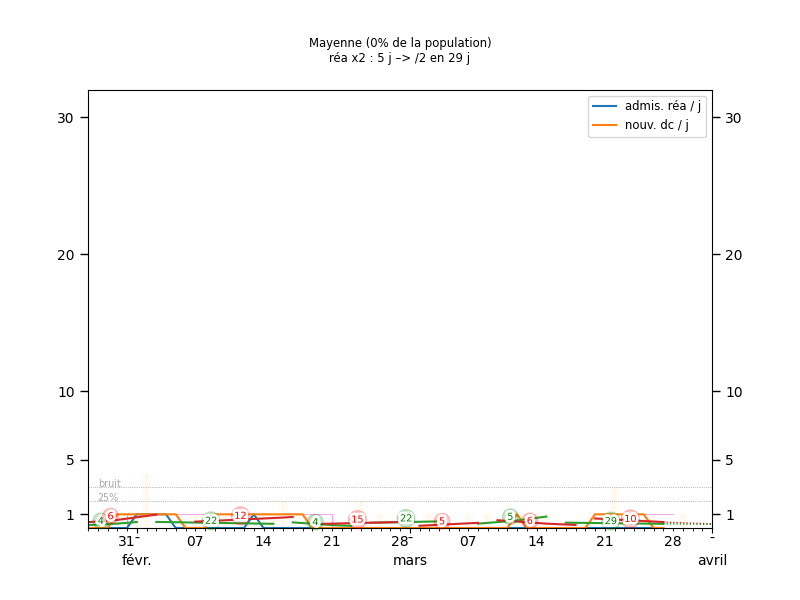 Mayenne (0% de la population)
réa x2 : 5 j –> /2 en 29 j
admis. réa / j
nouv. dc / j
30 30
20 20
10 10
5 5
bruit
25%
1 1
4 6 22 12 4 15 22 5 5 6 29 10
31 07 14 21 28 07 14 21 28
févr. mars avril